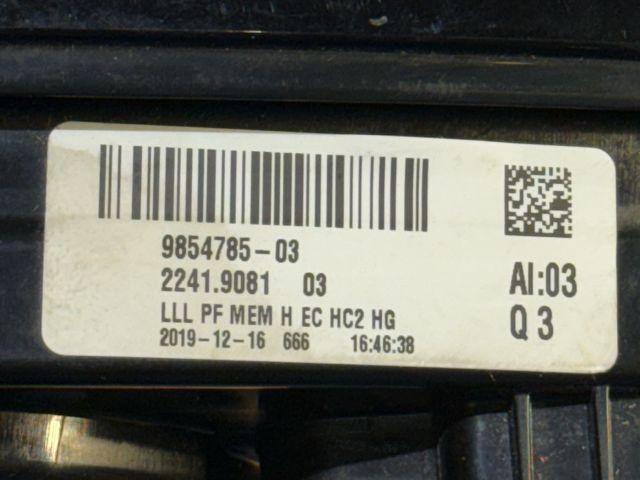 9854785-03
2241.9081 03
LLL PF MEM H EC HC2 HG
2019-12-16 666 16:46:38
AI:03
Q 3